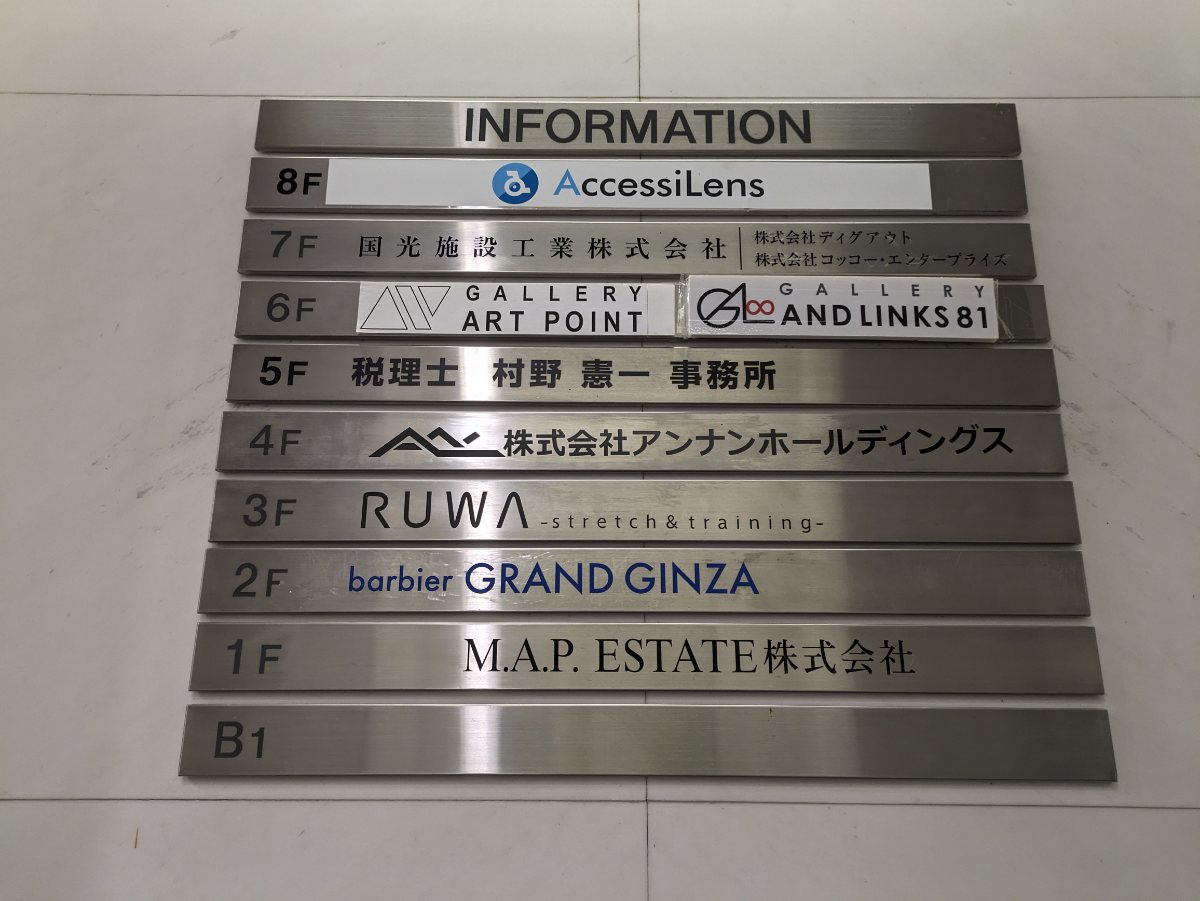 INFORMATION
8F AccessiLens
7F 国光施設工業株式会社 株式会社ディグアウト
株式会社コッコー・エンタープライズ
6F GALLERY
ART POINT
GALLERY
AND LINKS 81
5F 税理士 村野 憲一 事務所
4F 株式会社アンナンホールディングス
3F RUWA -stretch&training-
2F barbier GRAND GINZA
1F M.A.P. ESTATE株式会社
B1